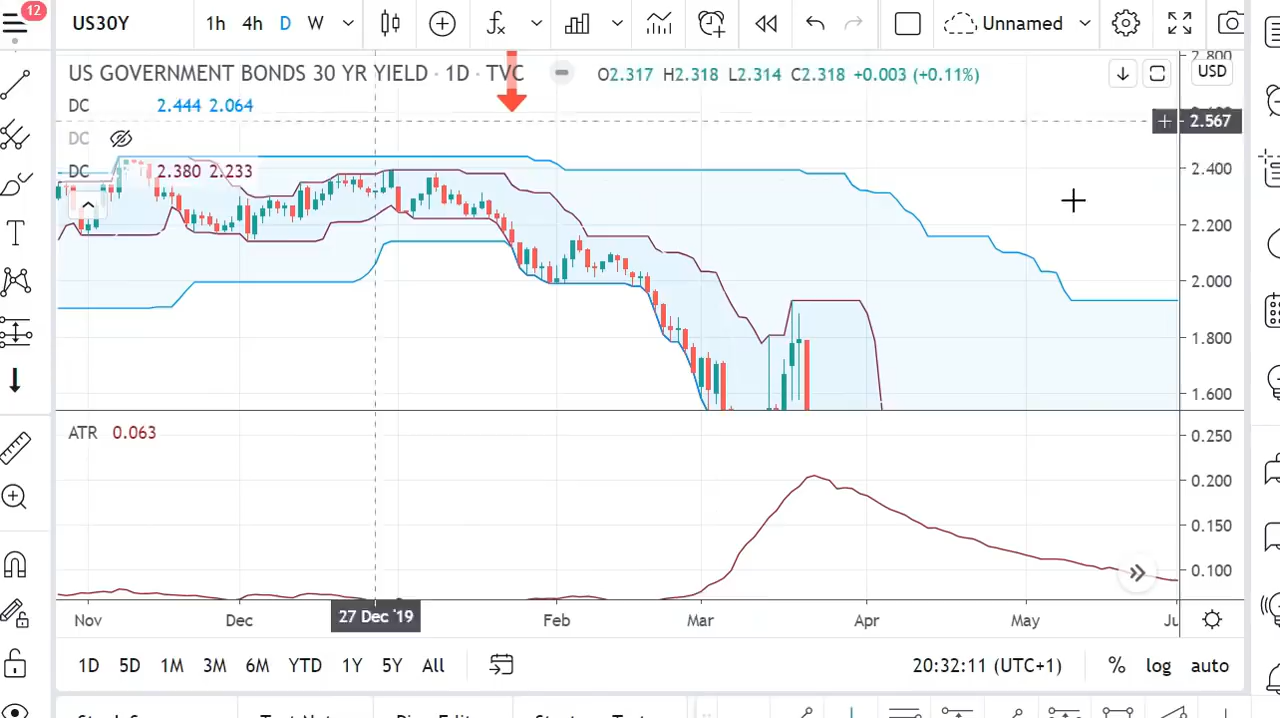 12
US30Y 1h 4h D W Unnamed
US GOVERNMENT BONDS 30 YR YIELD · 1D · TVC O2.317 H2.318 L2.314 C2.318 +0.003 (+0.11%) USD
DC 2.444 2.064
DC
DC 2.380 2.233
2.800
2.567
2.400
2.200
2.000
1.800
1.600
ATR 0.063
0.250
0.200
0.150
0.100
Nov Dec 27 Dec '19 Feb Mar Apr May
1D 5D 1M 3M 6M YTD 1Y 5Y All 20:32:11 (UTC+1) % log auto